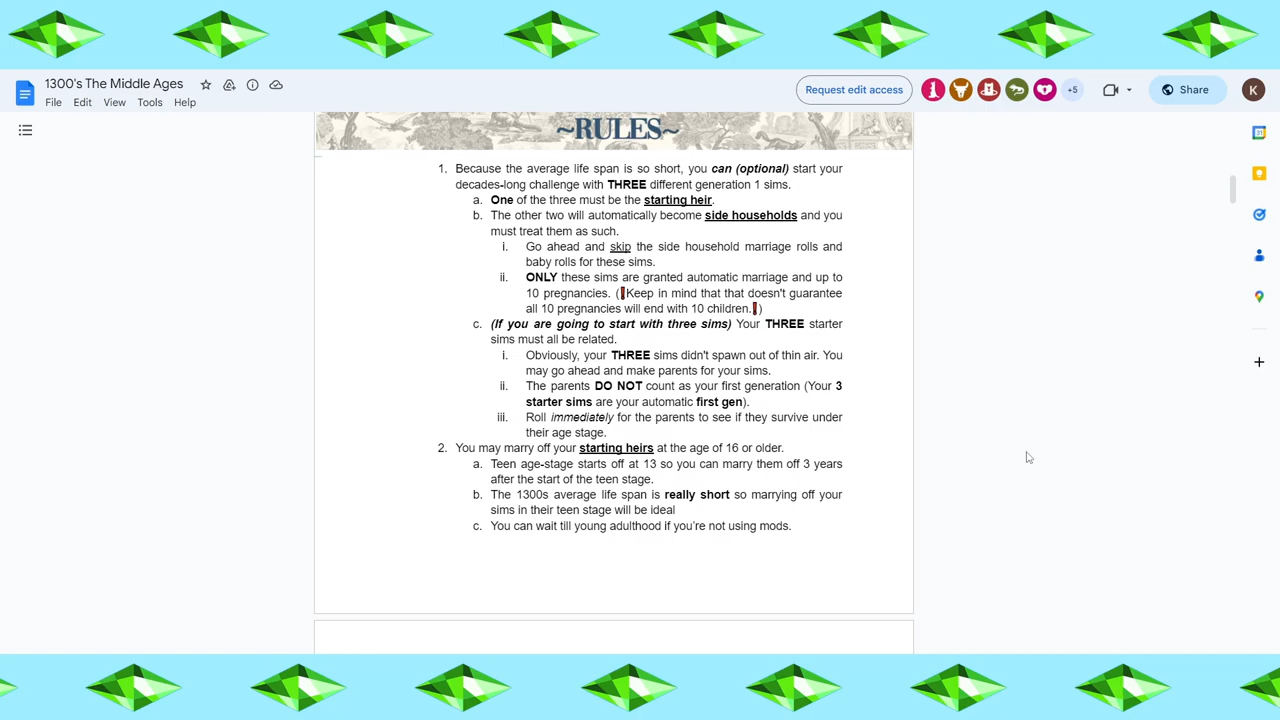 1300's The Middle Ages
File Edit View Tools Help
Request edit access
+5
Share
K
~RULES~
1. Because the average life span is so short, you can (optional) start your
decades-long challenge with THREE different generation 1 sims.
a. One of the three must be the starting heir.
b. The other two will automatically become side households and you
must treat them as such.
i. Go ahead and skip the side household marriage rolls and
baby rolls for these sims.
ii. ONLY these sims are granted automatic marriage and up to
10 pregnancies. (❗Keep in mind that that doesn't guarantee
all 10 pregnancies will end with 10 children.❗)
c. (If you are going to start with three sims) Your THREE starter
sims must all be related.
i. Obviously, your THREE sims didn't spawn out of thin air. You
may go ahead and make parents for your sims.
ii. The parents DO NOT count as your first generation (Your 3
starter sims are your automatic first gen).
iii. Roll immediately for the parents to see if they survive under
their age stage.
2. You may marry off your starting heirs at the age of 16 or older.
a. Teen age-stage starts off at 13 so you can marry them off 3 years
after the start of the teen stage.
b. The 1300s average life span is really short so marrying off your
sims in their teen stage will be ideal
c. You can wait till young adulthood if you're not using mods.